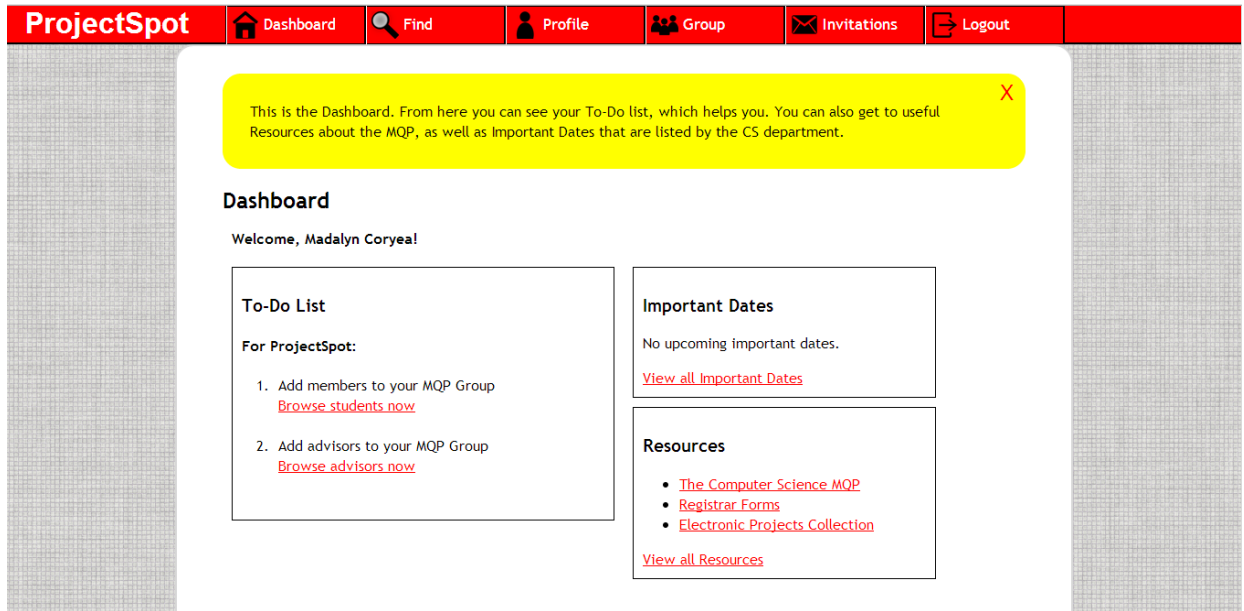 ProjectSpot
Dashboard
Find
Profile
Group
Invitations
Logout
X
This is the Dashboard. From here you can see your To-Do list, which helps you. You can also get to useful
Resources about the MQP, as well as Important Dates that are listed by the CS department.
Dashboard
Welcome, Madalyn Coryea!
To-Do List
For ProjectSpot:
1. Add members to your MQP Group
Browse students now
2. Add advisors to your MQP Group
Browse advisors now
Important Dates
No upcoming important dates.
View all Important Dates
Resources
• The Computer Science MQP
• Registrar Forms
• Electronic Projects Collection
View all Resources